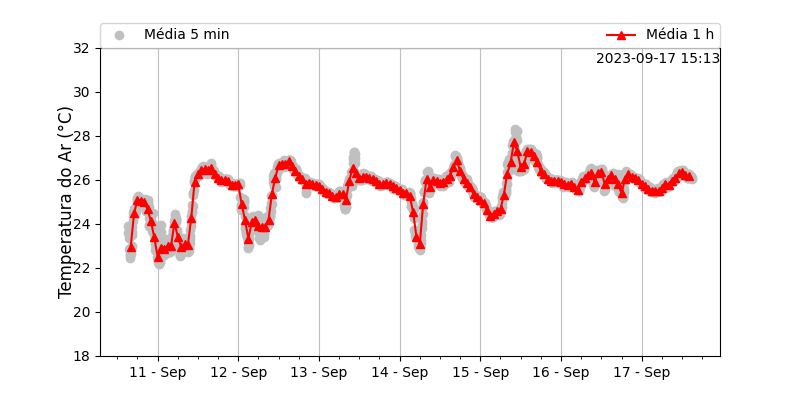 Média 5 min
Média 1 h
2023-09-17 15:13
Temperatura do Ar (°C)
32
30
28
26
24
22
20
18
11 - Sep
12 - Sep
13 - Sep
14 - Sep
15 - Sep
16 - Sep
17 - Sep